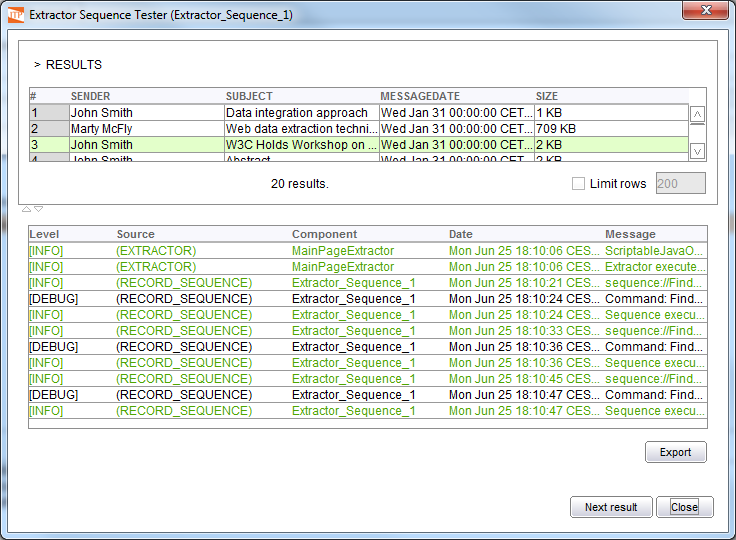 Extractor Sequence Tester (Extractor_Sequence_1)
> RESULTS
# SENDER SUBJECT MESSAGEDATE SIZE
1 John Smith Data integration approach Wed Jan 31 00:00:00 CET... 1 KB
2 Marty McFly Web data extraction techni... Wed Jan 31 00:00:00 CET... 709 KB
3 John Smith W3C Holds Workshop on ... Wed Jan 31 00:00:00 CET... 2 KB
4 John Smith Abstract Wed Jan 31 00:00:00 CET... 2 KB
20 results. Limit rows 200
Level Source Component Date Message
[INFO] (EXTRACTOR) MainPageExtractor Mon Jun 25 18:10:06 CES... ScriptableJavaO...
[INFO] (EXTRACTOR) MainPageExtractor Mon Jun 25 18:10:06 CES... Extractor execute...
[INFO] (RECORD_SEQUENCE) Extractor_Sequence_1 Mon Jun 25 18:10:21 CES... sequence://Find...
[DEBUG] (RECORD_SEQUENCE) Extractor_Sequence_1 Mon Jun 25 18:10:24 CES... Command: Find...
[INFO] (RECORD_SEQUENCE) Extractor_Sequence_1 Mon Jun 25 18:10:24 CES... Sequence execu...
[INFO] (RECORD_SEQUENCE) Extractor_Sequence_1 Mon Jun 25 18:10:33 CES... sequence://Find...
[DEBUG] (RECORD_SEQUENCE) Extractor_Sequence_1 Mon Jun 25 18:10:36 CES... Command: Find...
[INFO] (RECORD_SEQUENCE) Extractor_Sequence_1 Mon Jun 25 18:10:36 CES... Sequence execu...
[INFO] (RECORD_SEQUENCE) Extractor_Sequence_1 Mon Jun 25 18:10:45 CES... sequence://Find...
[DEBUG] (RECORD_SEQUENCE) Extractor_Sequence_1 Mon Jun 25 18:10:47 CES... Command: Find...
[INFO] (RECORD_SEQUENCE) Extractor_Sequence_1 Mon Jun 25 18:10:47 CES... Sequence execu...
Export
Next result Close